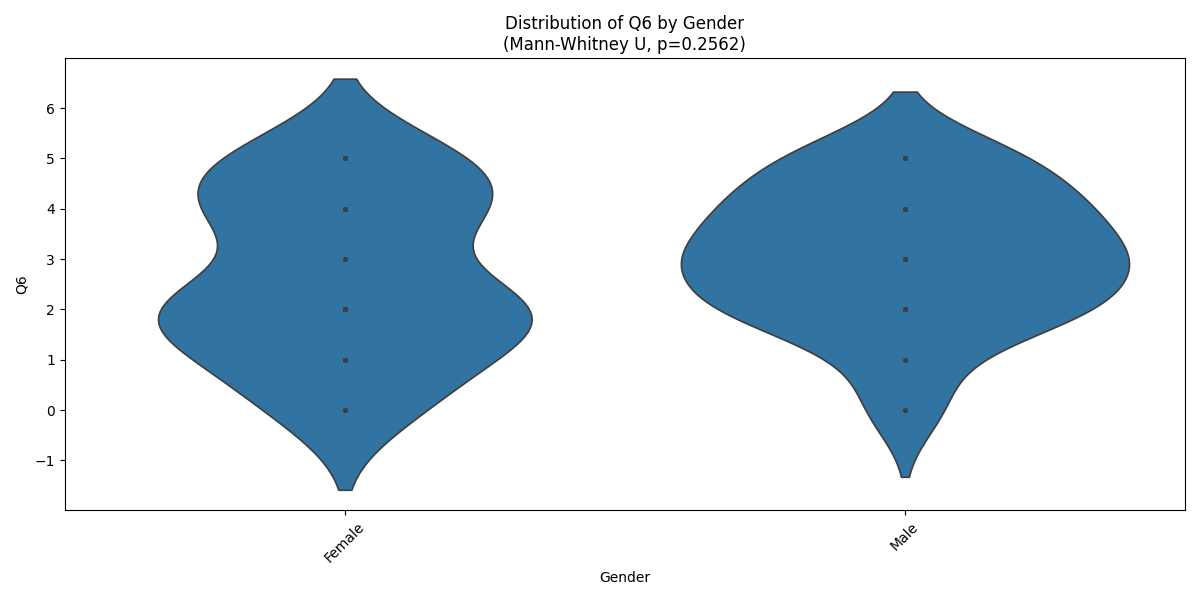 Distribution of Q6 by Gender
(Mann-Whitney U, p=0.2562)
6
5
4
3
2
1
0
−1
Q6
Female
Male
Gender